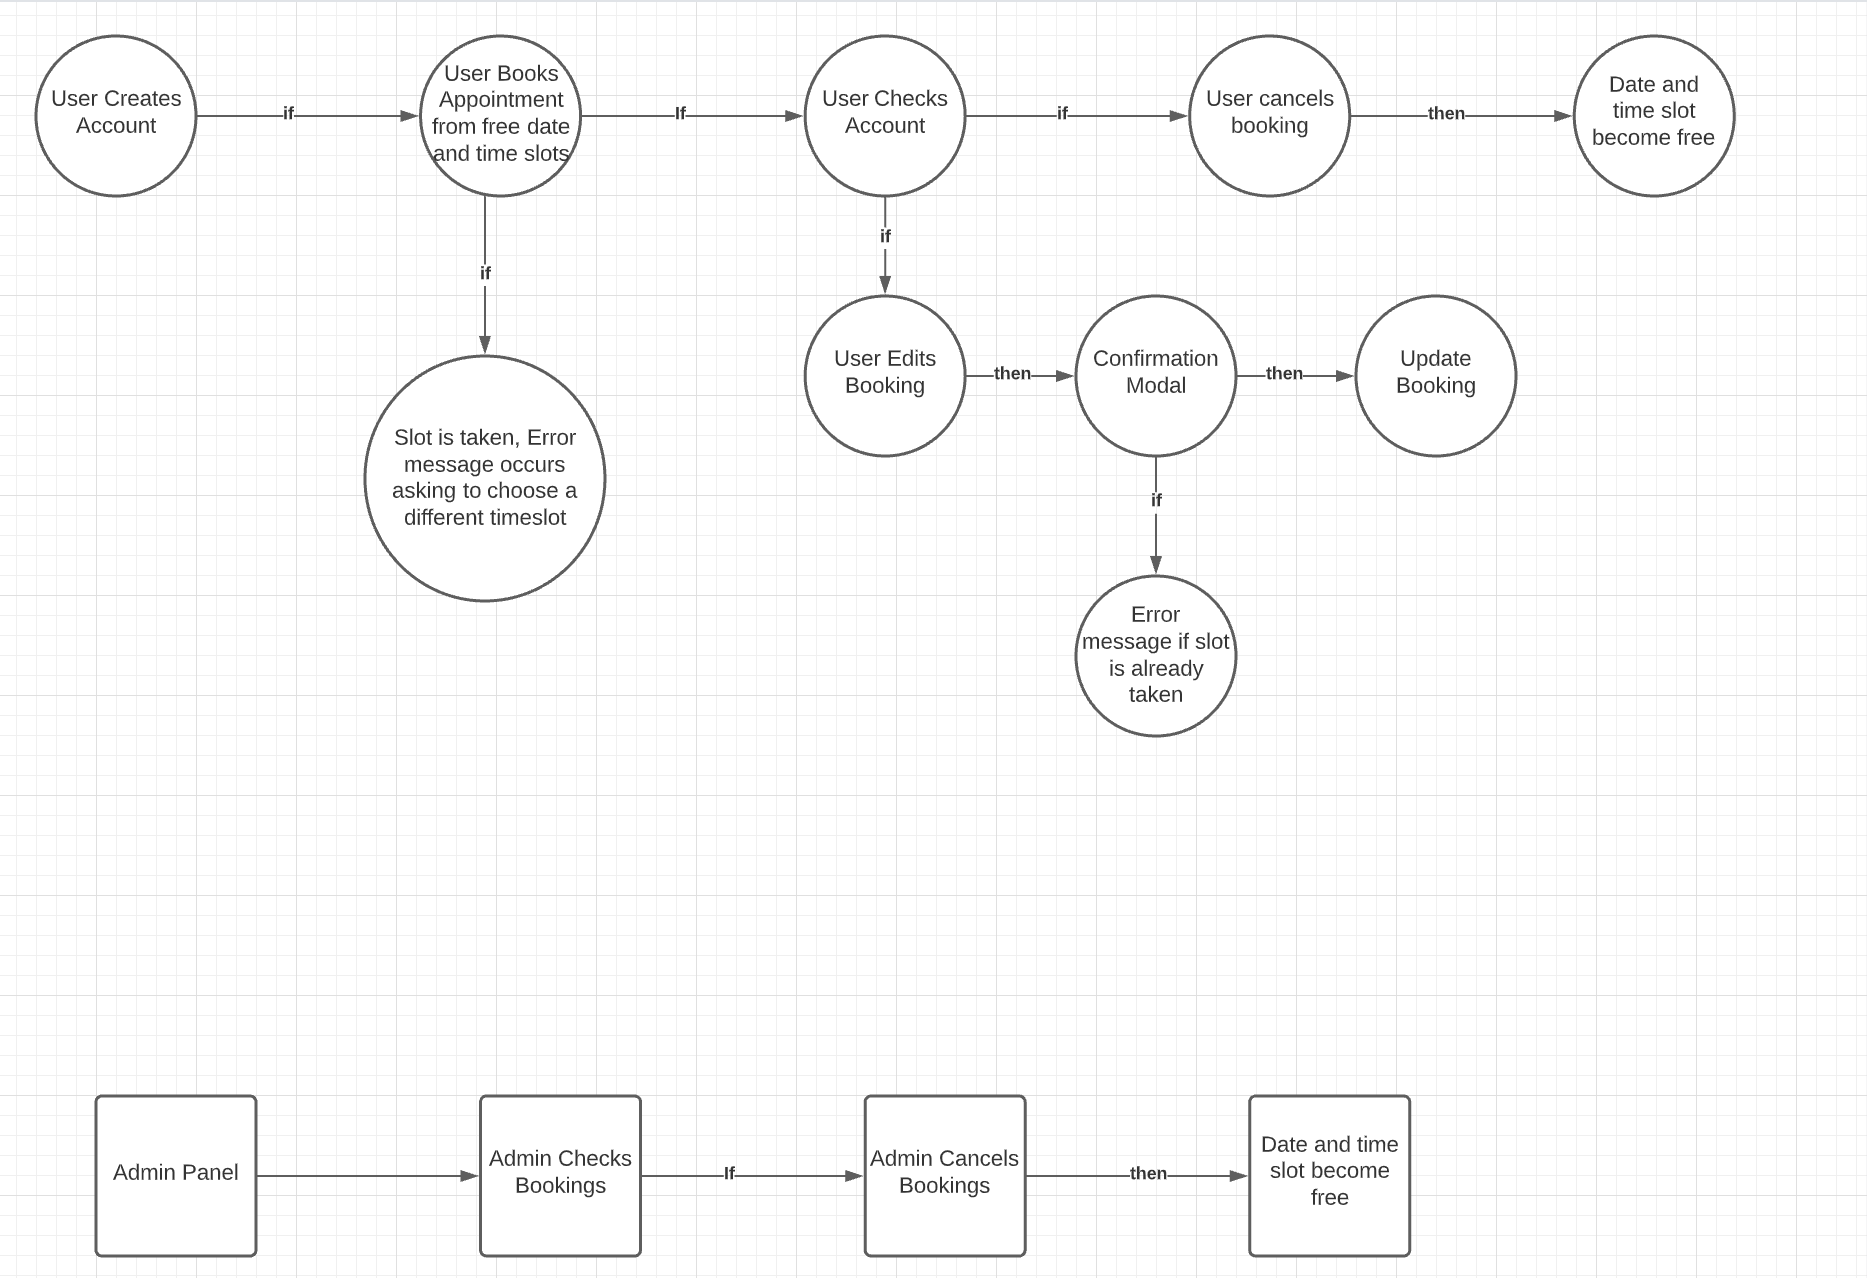 User Creates
Account
if
User Books
Appointment
from free date
and time slots
If
User Checks
Account
if
User cancels
booking
then
Date and
time slot
become free
if
if
Slot is taken, Error
message occurs
asking to choose a
different timeslot
User Edits
Booking
then
Confirmation
Modal
then
Update
Booking
if
Error
message if slot
is already
taken
Admin Panel
Admin Checks
Bookings
If
Admin Cancels
Bookings
then
Date and time
slot become
free